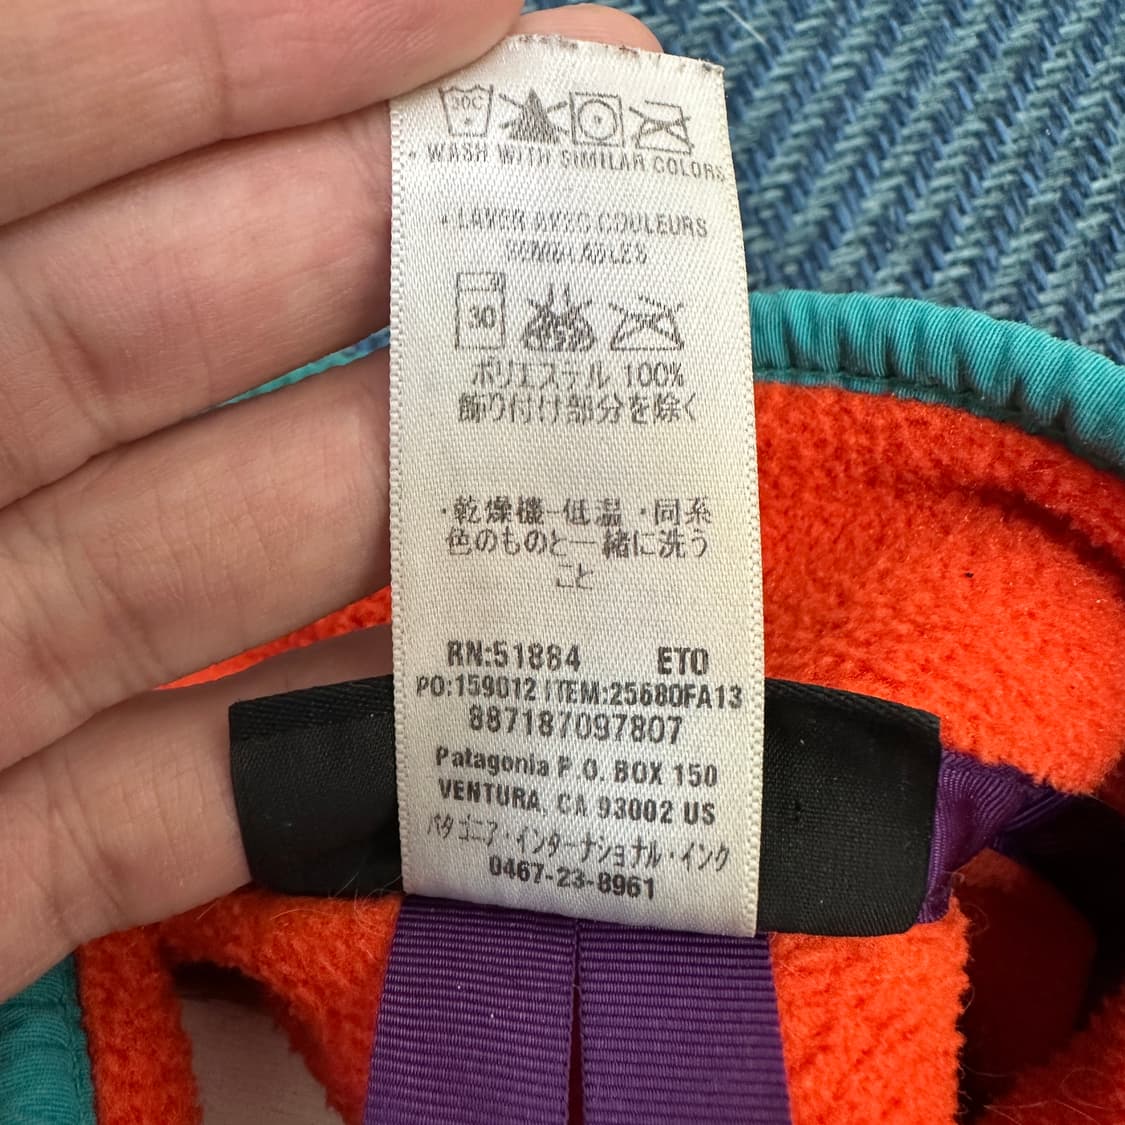 30C
• WASH WITH SIMILAR COLORS
• LAVER AVEC COULEURS
SEMBLABLES
30
ポリエステル 100%
飾り付け部分を除く
・乾燥機-低温 ・同系
色のものと一緒に洗う
こと
RN:51884 ETO
PO:159012 ITEM:25680FA13
887187097807
Patagonia P.O. BOX 150
VENTURA, CA 93002 US
パタゴニア・インターナショナル・インク
0467-23-8961